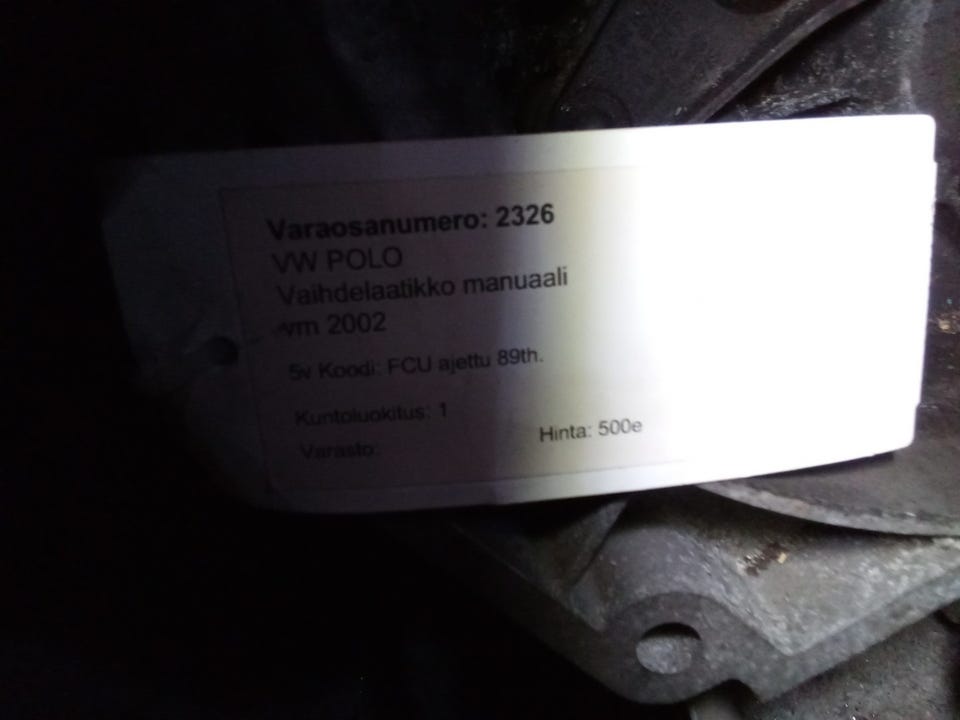 Varaosanumero: 2326
VW POLO
Vaihdelaatikko manuaali
vm 2002
5v Koodi: FCU ajettu 89th.
Kuntoluokitus: 1
Varasto: Hinta: 500e